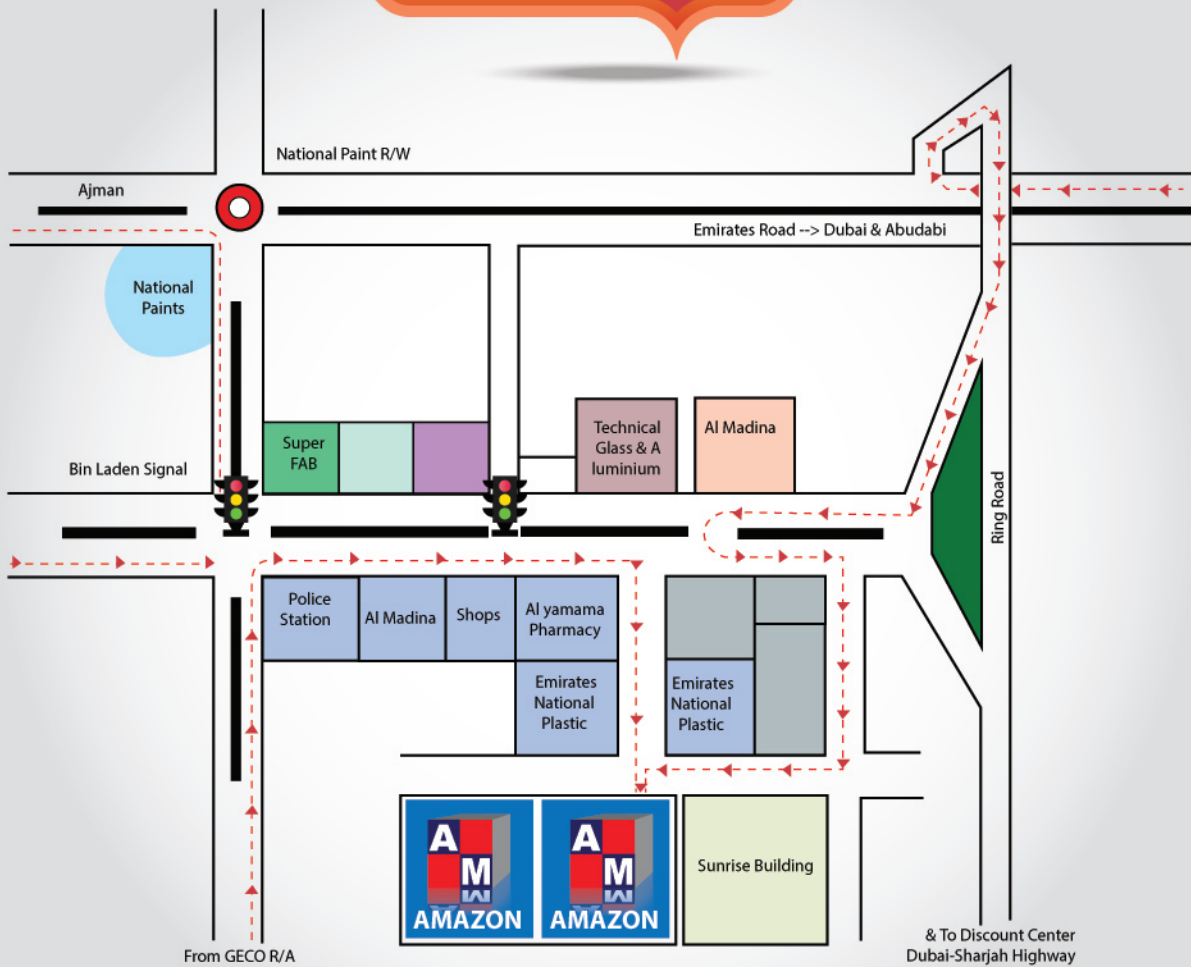 National Paint R/W
Ajman
Emirates Road --> Dubai & Abudabi
National
Paints
Super
FAB
Technical
Glass & A
luminium
Al Madina
Bin Laden Signal
Ring Road
Police
Station
Al Madina
Shops
Al yamama
Pharmacy
Emirates
National
Plastic
Emirates
National
Plastic
A
M
AMAZON
A
M
AMAZON
Sunrise Building
From GECO R/A
& To Discount Center
Dubai-Sharjah Highway